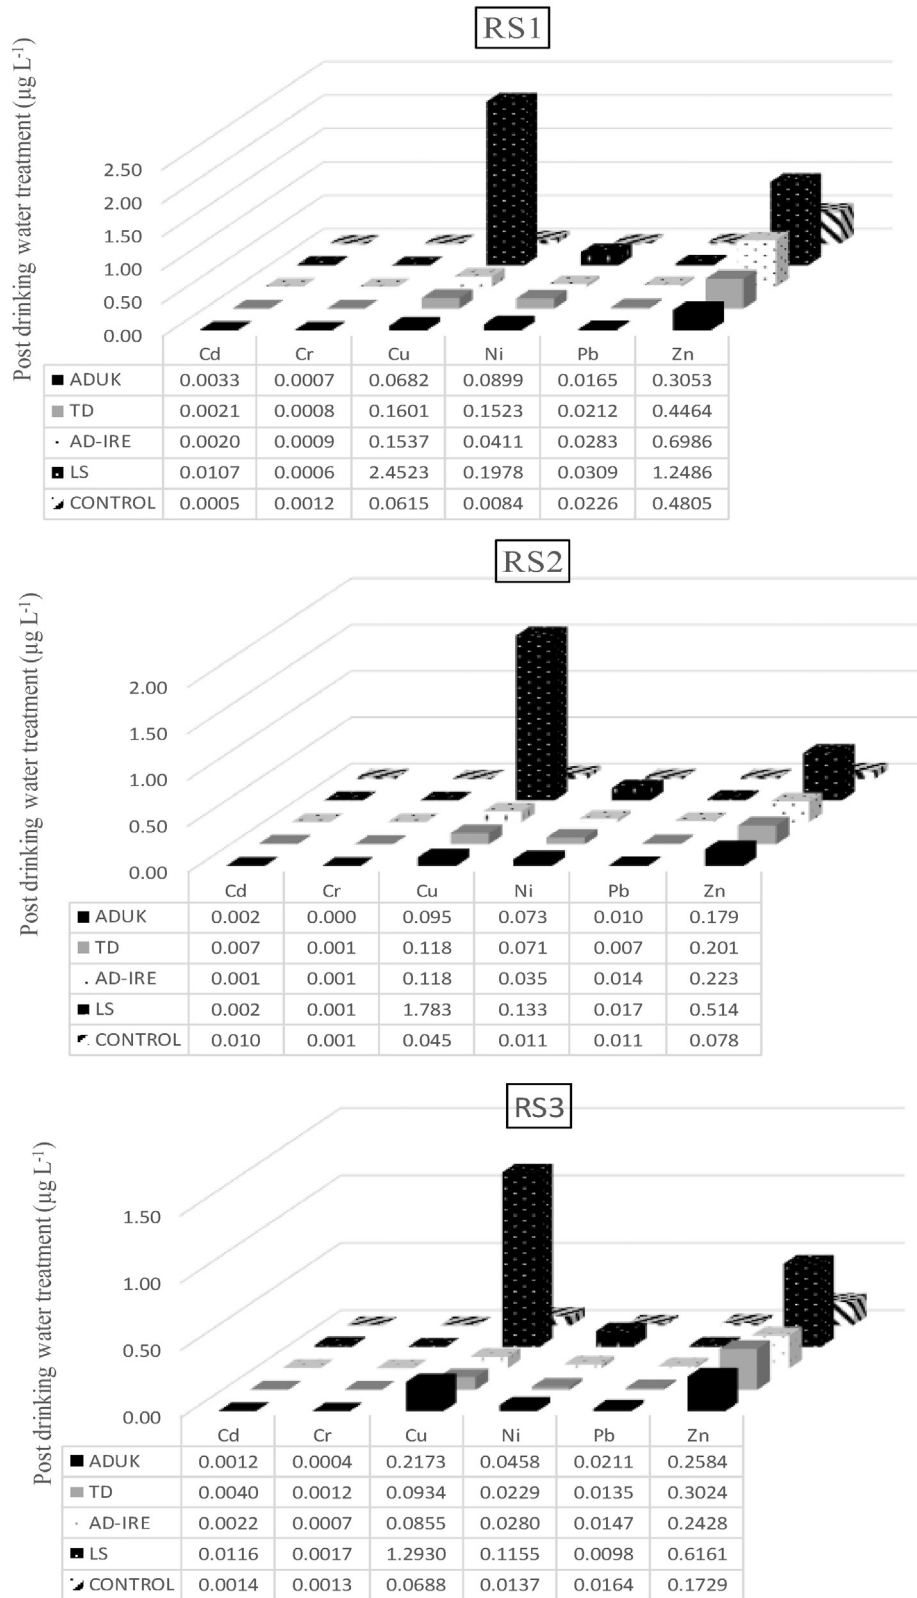 RS1
Post drinking water treatment (µg L-1)
2.50
2.00
1.50
1.00
0.50
0.00
Cd Cr Cu Ni Pb Zn
ADUK 0.0033 0.0007 0.0682 0.0899 0.0165 0.3053
TD 0.0021 0.0008 0.1601 0.1523 0.0212 0.4464
AD-IRE 0.0020 0.0009 0.1537 0.0411 0.0283 0.6986
LS 0.0107 0.0006 2.4523 0.1978 0.0309 1.2486
CONTROL 0.0005 0.0012 0.0615 0.0084 0.0226 0.4805
RS2
Post drinking water treatment (µg L-1)
2.00
1.50
1.00
0.50
0.00
Cd Cr Cu Ni Pb Zn
ADUK 0.002 0.000 0.095 0.073 0.010 0.179
TD 0.007 0.001 0.118 0.071 0.007 0.201
AD-IRE 0.001 0.001 0.118 0.035 0.014 0.223
LS 0.002 0.001 1.783 0.133 0.017 0.514
CONTROL 0.010 0.001 0.045 0.011 0.011 0.078
RS3
Post drinking water treatment (µg L-1)
1.50
1.00
0.50
0.00
Cd Cr Cu Ni Pb Zn
ADUK 0.0012 0.0004 0.2173 0.0458 0.0211 0.2584
TD 0.0040 0.0012 0.0934 0.0229 0.0135 0.3024
AD-IRE 0.0022 0.0007 0.0855 0.0280 0.0147 0.2428
LS 0.0116 0.0017 1.2930 0.1155 0.0098 0.6161
CONTROL 0.0014 0.0013 0.0688 0.0137 0.0164 0.1729